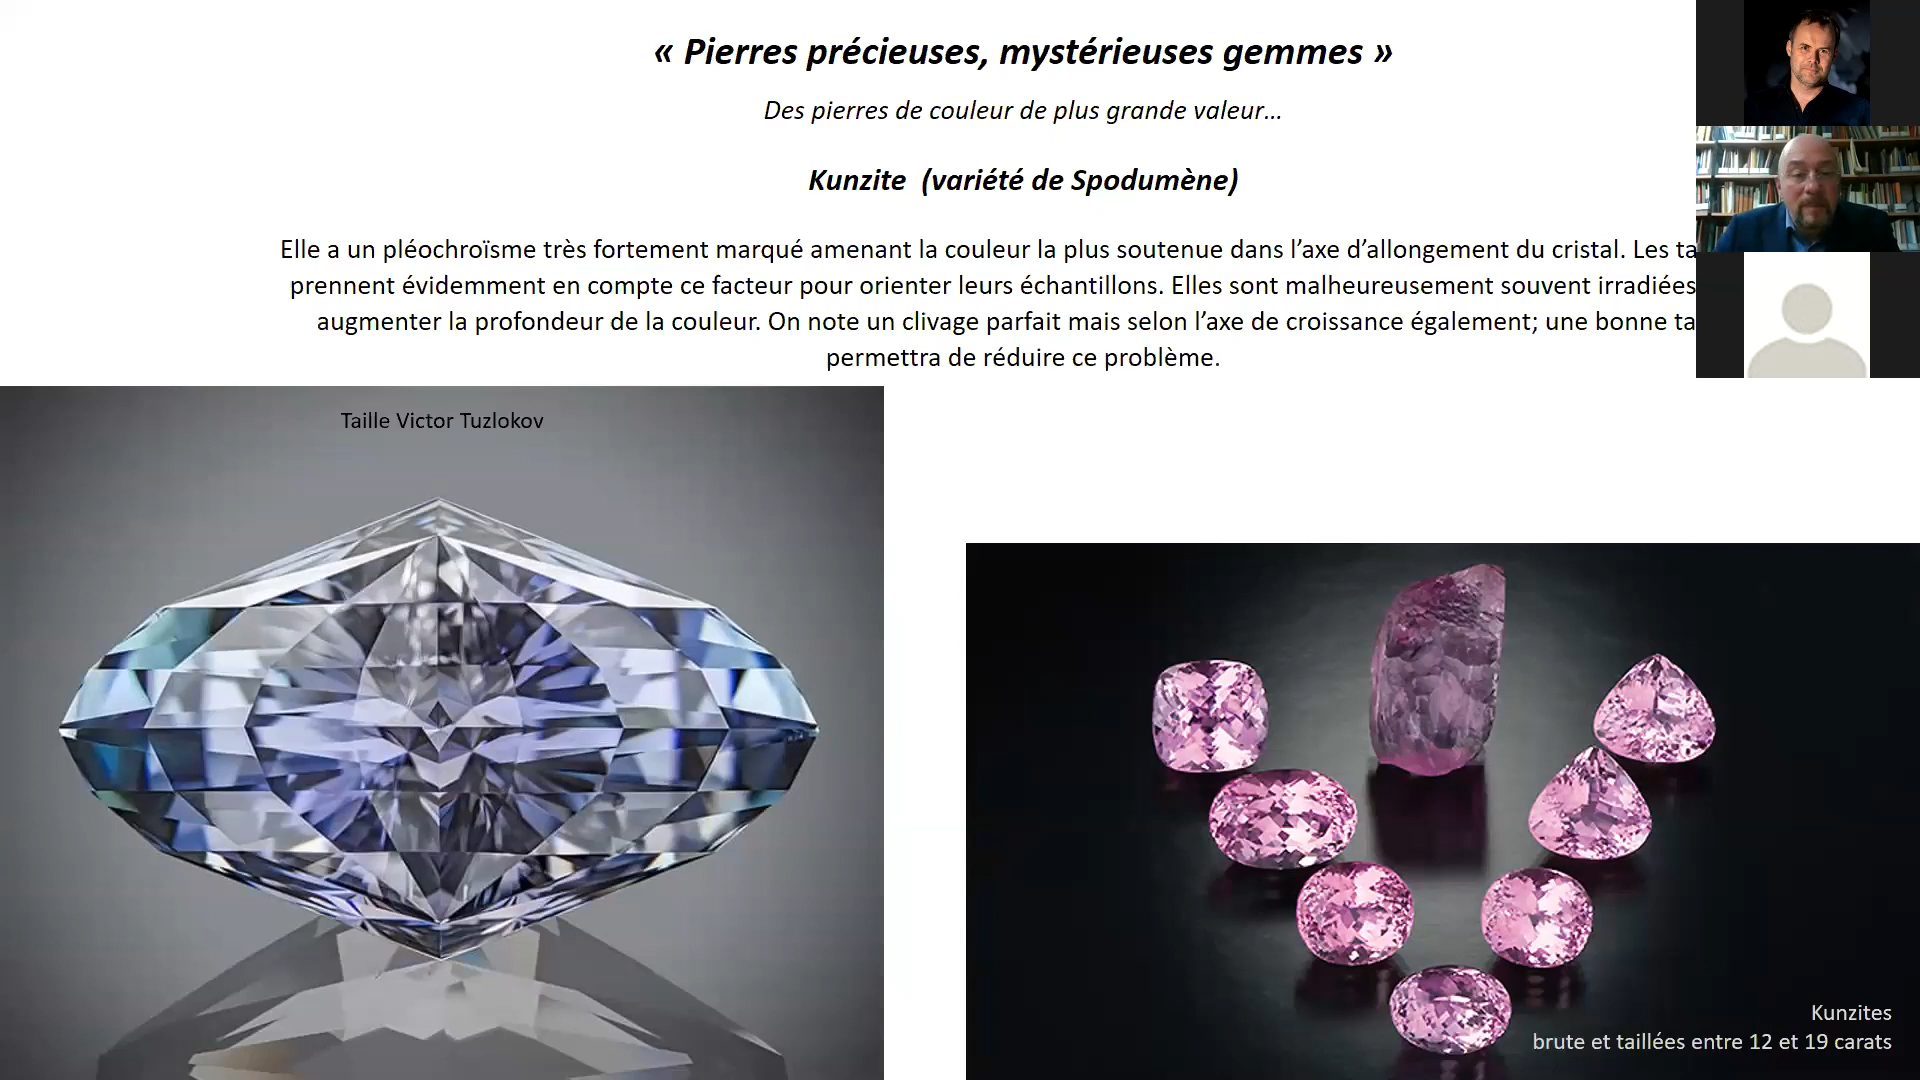 « Pierres précieuses, mystérieuses gemmes »
Des pierres de couleur de plus grande valeur...
Kunzite (variété de Spodumène)
Elle a un pléochroïsme très fortement marqué amenant la couleur la plus soutenue dans l’axe d’allongement du cristal. Les
prennent évidemment en compte ce facteur pour orienter leurs échantillons. Elles sont malheureusement souvent irradiées
augmenter la profondeur de la couleur. On note un clivage parfait mais selon l’axe de croissance également; une bonne
permettra de réduire ce problème.
Taille Victor Tuzlokov
Kunzites
brute et taillées entre 12 et 19 carats